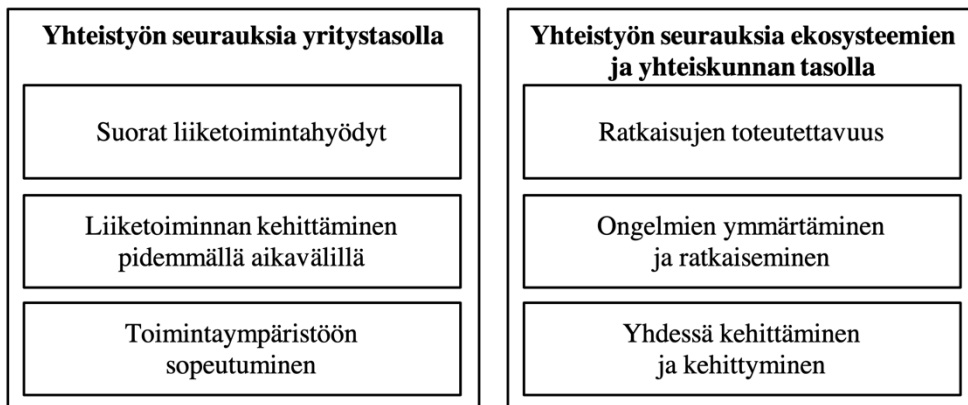 Yhteistyön seurauksia yritystasolla
Suorat liiketoimintahyödyt
Liiketoiminnan kehittäminen
pidemmällä aikavälillä
Toimintaympäristöön
sopeutuminen
Yhteistyön seurauksia ekosysteemien
ja yhteiskunnan tasolla
Ratkaisujen toteutettavuus
Ongelmien ymmärtäminen
ja ratkaiseminen
Yhdessä kehittäminen
ja kehittyminen